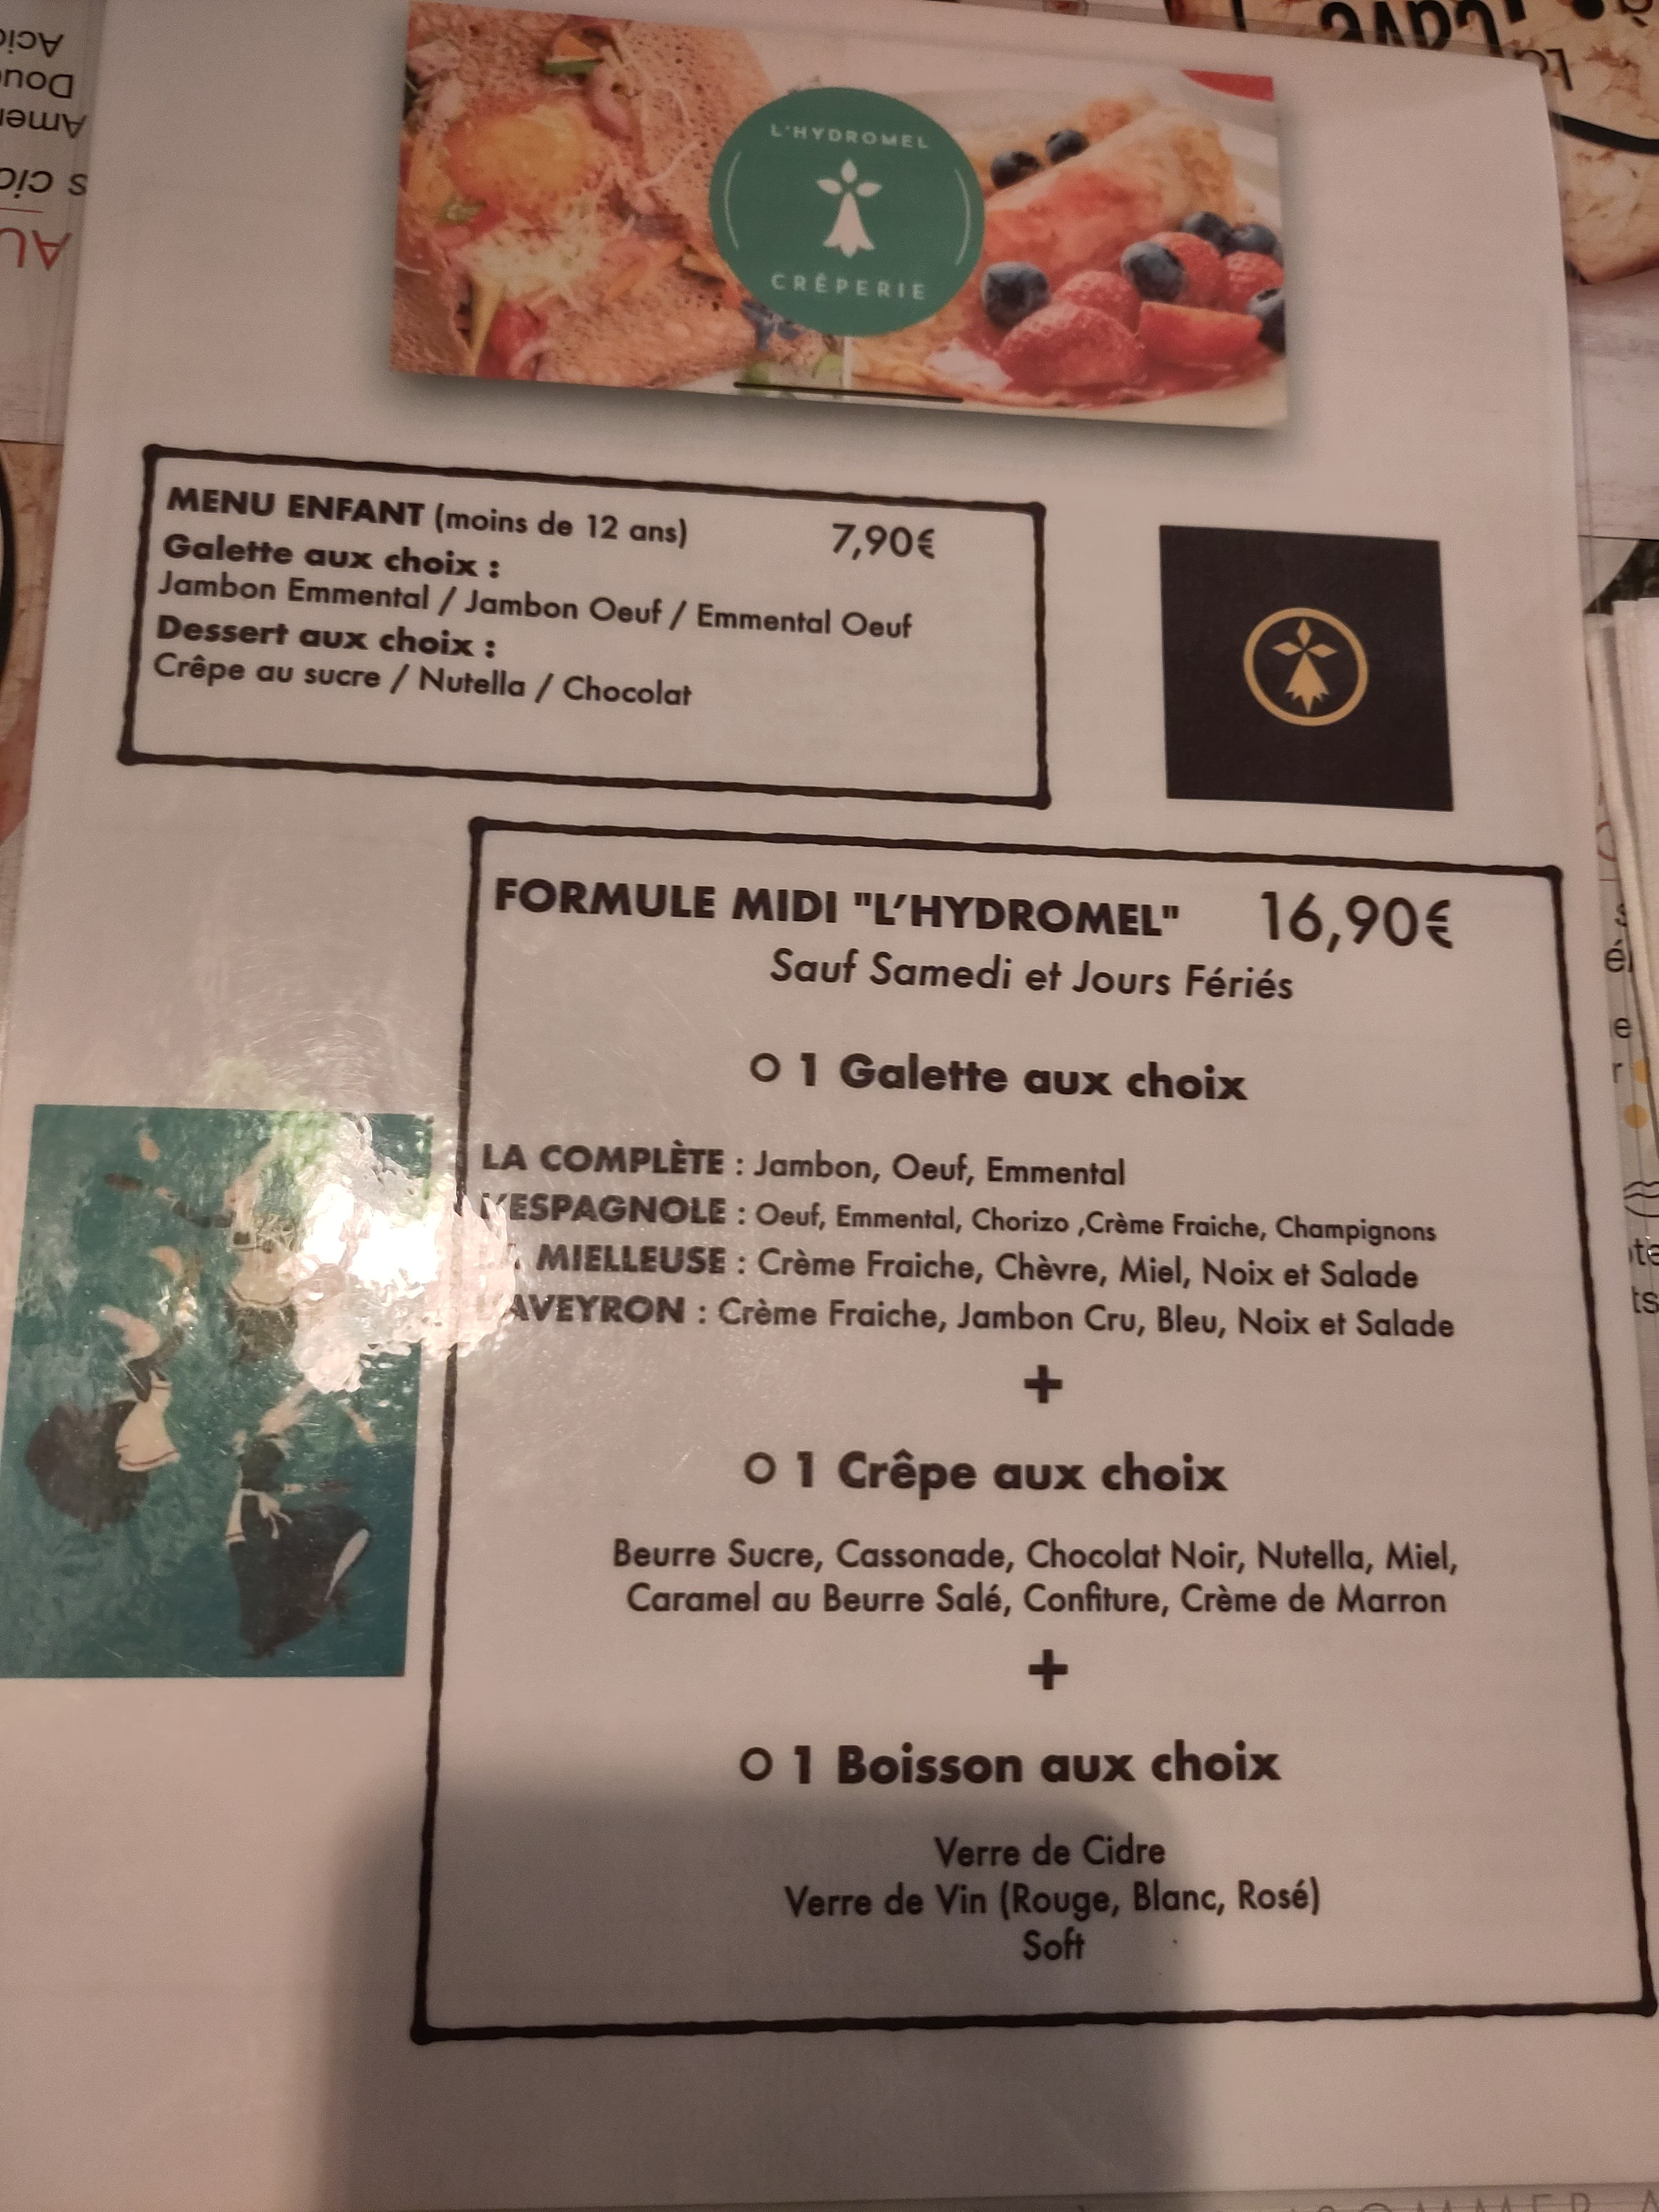 L'HYDROMEL
CRÊPERIE
MENU ENFANT (moins de 12 ans) 7,90€
Galette aux choix :
Jambon Emmental / Jambon Oeuf / Emmental Oeuf
Dessert aux choix :
Crêpe au sucre / Nutella / Chocolat
FORMULE MIDI "L'HYDROMEL" 16,90€
Sauf Samedi et Jours Fériés
O 1 Galette aux choix
LA COMPLÈTE : Jambon, Oeuf, Emmental
L'ESPAGNOLE : Oeuf, Emmental, Chorizo ,Crème Fraiche, Champignons
MIELLEUSE : Crème Fraiche, Chèvre, Miel, Noix et Salade
AVEYRON : Crème Fraiche, Jambon Cru, Bleu, Noix et Salade
+
O 1 Crêpe aux choix
Beurre Sucre, Cassonade, Chocolat Noir, Nutella, Miel,
Caramel au Beurre Salé, Confiture, Crème de Marron
+
O 1 Boisson aux choix
Verre de Cidre
Verre de Vin (Rouge, Blanc, Rosé)
Soft